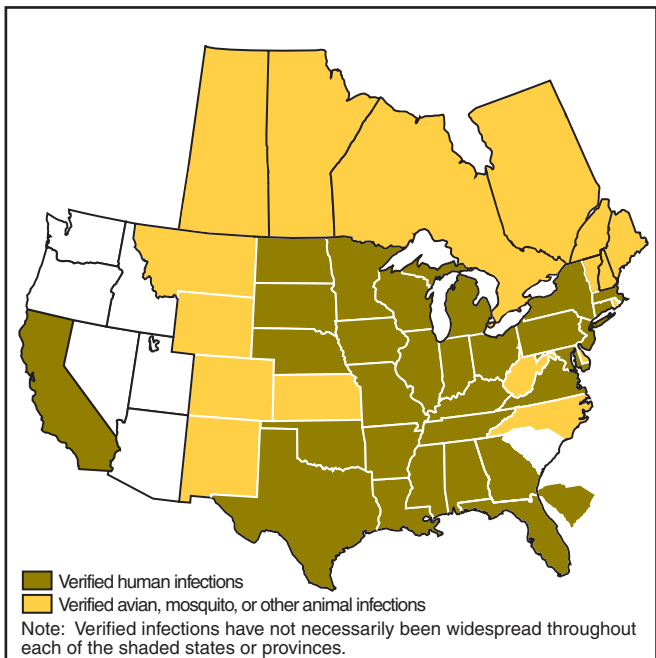 Verified human infections
Verified avian, mosquito, or other animal infections
Note: Verified infections have not necessarily been widespread throughout
each of the shaded states or provinces.